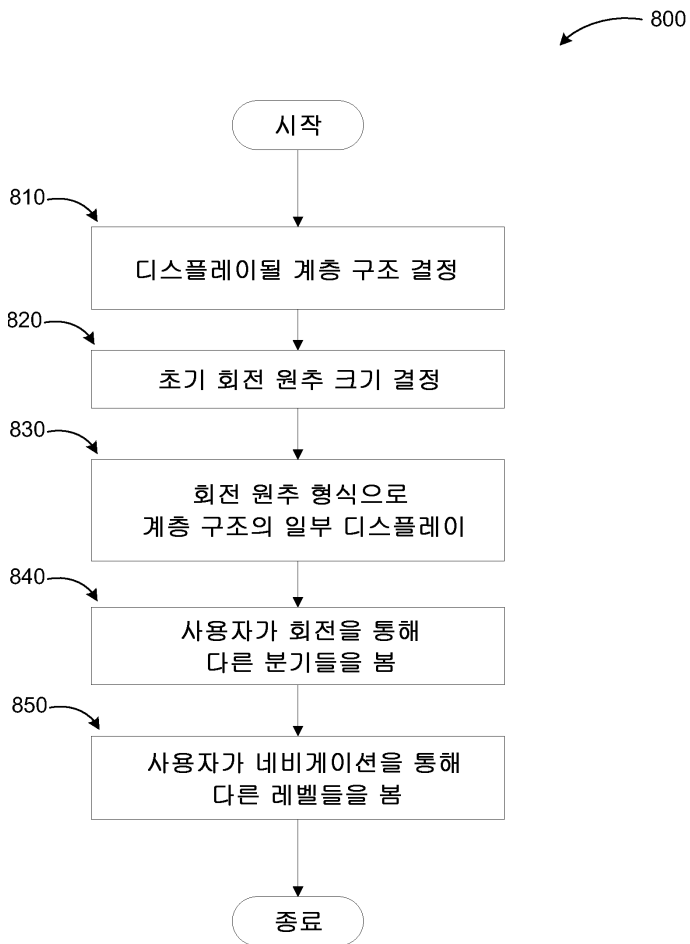 800
시작
810
디스플레이될 계층 구조 결정
820
초기 회전 원추 크기 결정
830
회전 원추 형식으로
계층 구조의 일부 디스플레이
840
사용자가 회전을 통해
다른 분기들을 봄
850
사용자가 네비게이션을 통해
다른 레벨들을 봄
종료